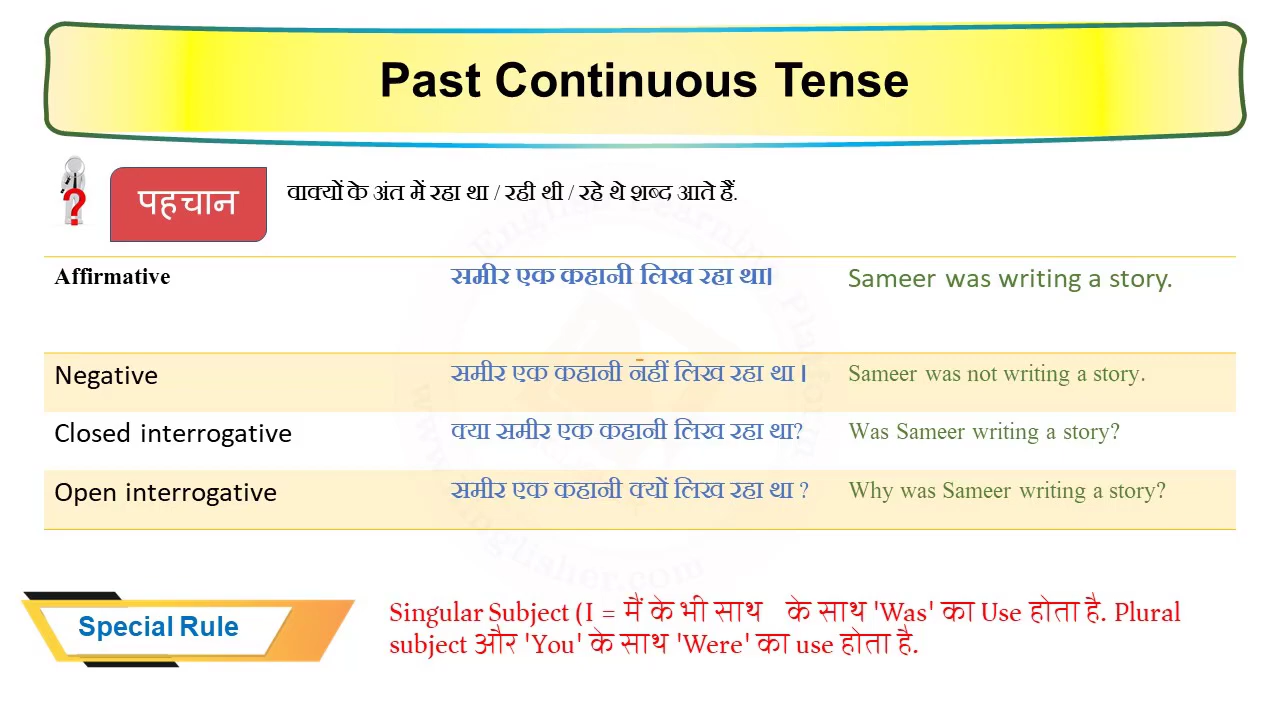 Past Continuous Tense
पहचान
वाक्यों के अंत में रहा था / रही थी / रहे थे शब्द आते हैं.
Affirmative समीर एक कहानी लिख रहा था। Sameer was writing a story.
Negative समीर एक कहानी नहीं लिख रहा था । Sameer was not writing a story.
Closed interrogative क्या समीर एक कहानी लिख रहा था? Was Sameer writing a story?
Open interrogative समीर एक कहानी क्यों लिख रहा था ? Why was Sameer writing a story?
Special Rule
Singular Subject (I = मैं के भी साथ के साथ 'Was' का Use होता है. Plural
subject और 'You' के साथ 'Were' का use होता है.